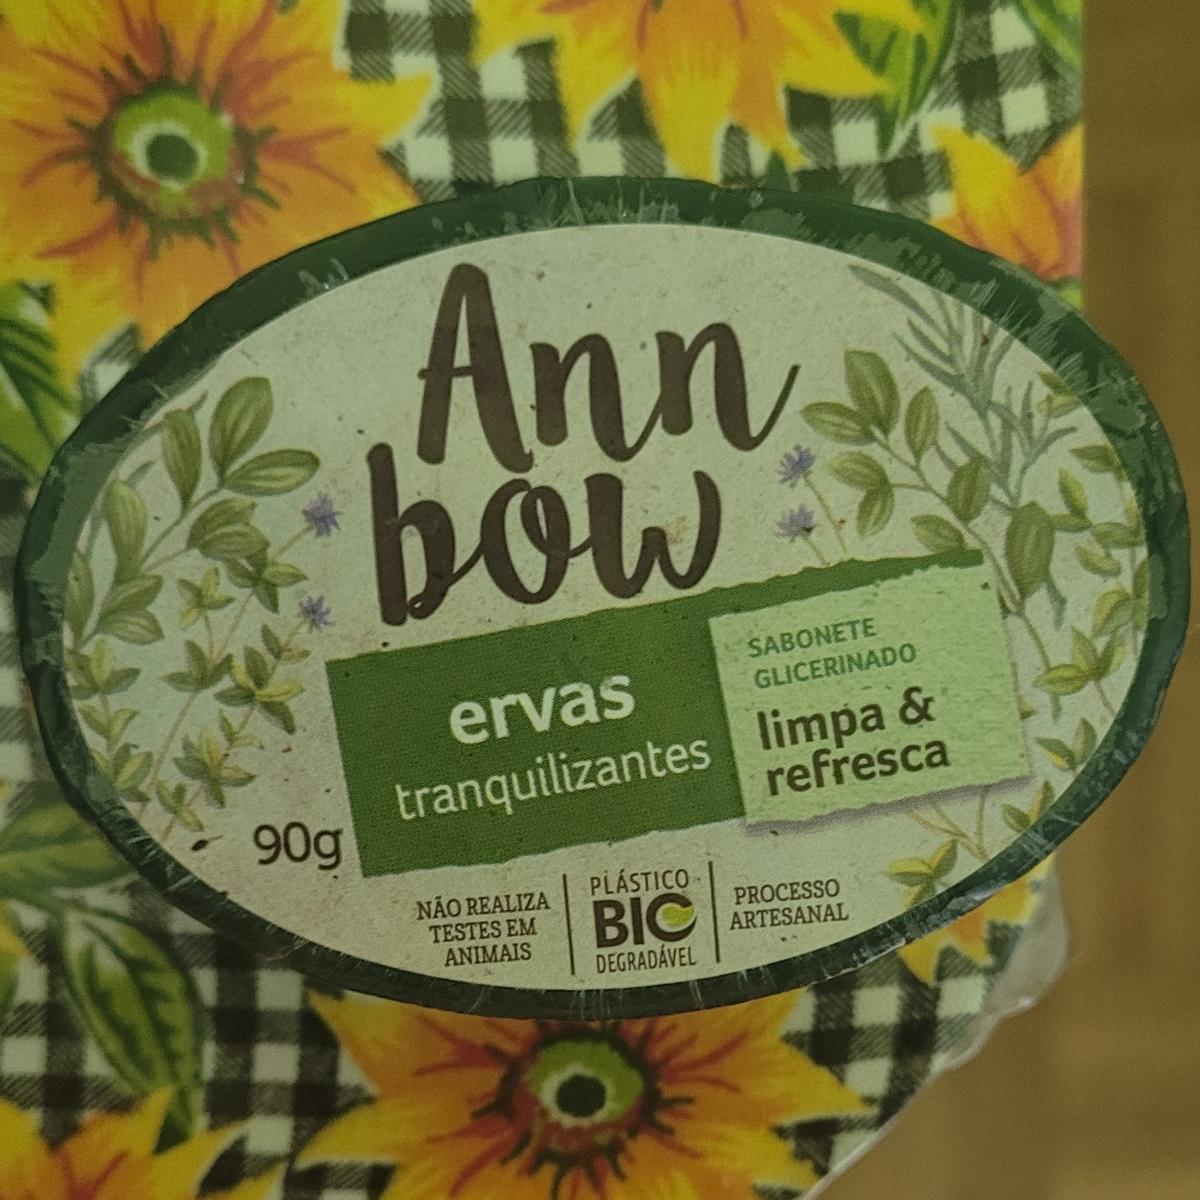 Ann
bow
ervas
tranquilizantes
SABONETE
GLICERINADO
limpa &
refresca
90g
NÃO REALIZA
TESTES EM
ANIMAIS
PLÁSTICO
BIO
DEGRADÁVEL
PROCESSO
ARTESANAL